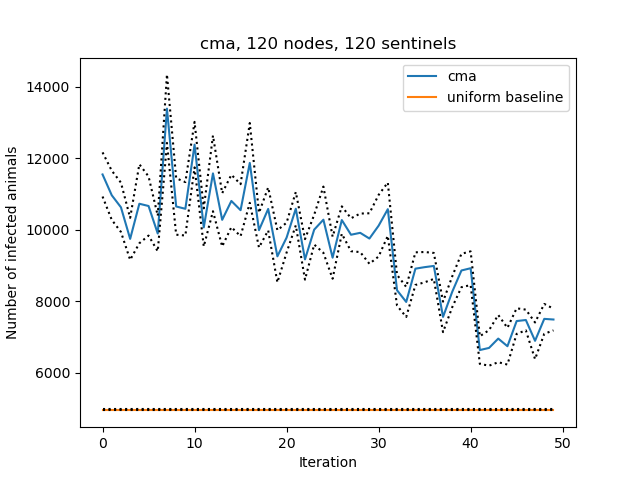 cma, 120 nodes, 120 sentinels
cma
uniform baseline
Number of infected animals
14000
12000
10000
8000
6000
0
10
20
30
40
50
Iteration